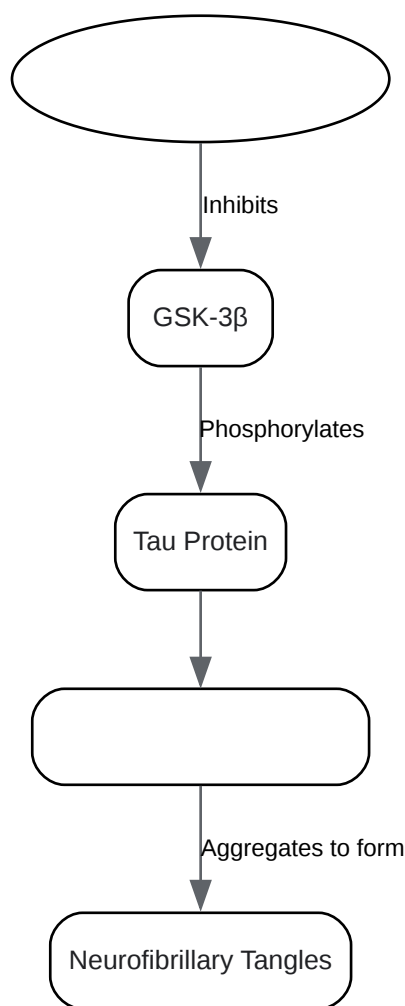 Inhibits
GSK-3β
Phosphorylates
Tau Protein
Aggregates to form
Neurofibrillary Tangles